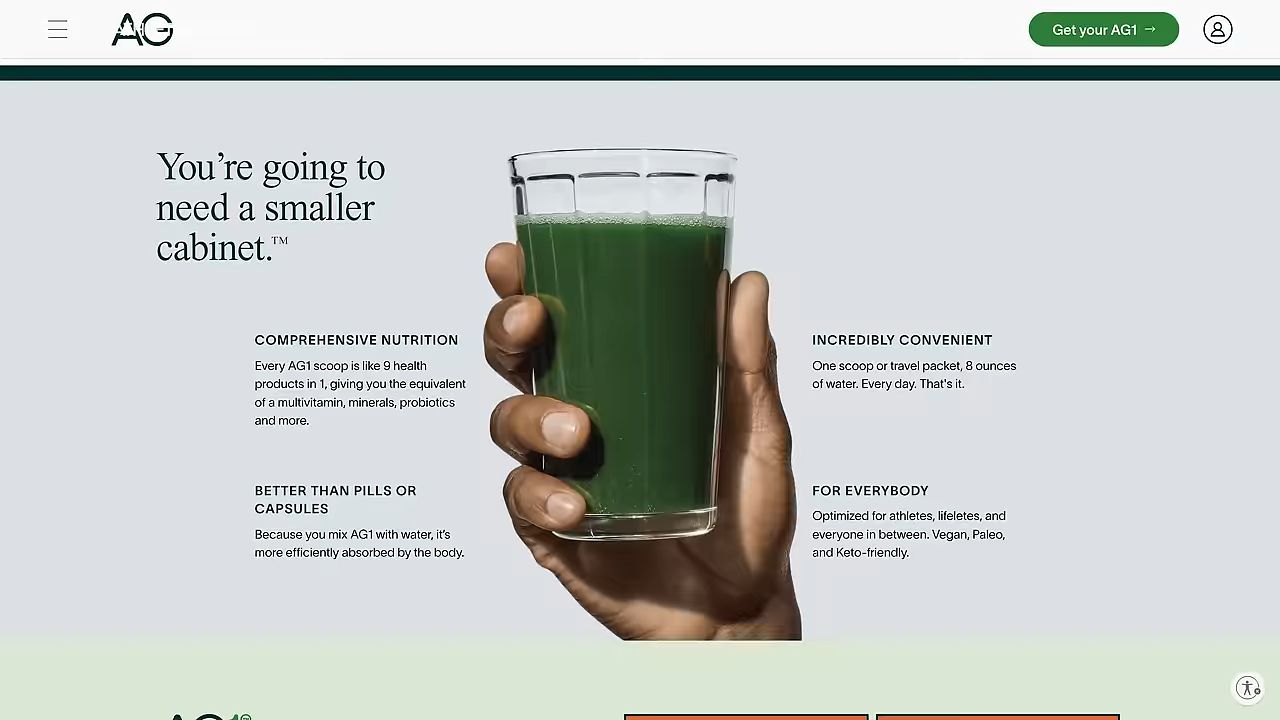 AG
Get your AG1 →
You're going to
need a smaller
cabinet.™
COMPREHENSIVE NUTRITION
Every AG1 scoop is like 9 health
products in 1, giving you the equivalent
of a multivitamin, minerals, probiotics
and more.
INCREDIBLY CONVENIENT
One scoop or travel packet, 8 ounces
of water. Every day. That's it.
BETTER THAN PILLS OR
CAPSULES
Because you mix AG1 with water, it's
more efficiently absorbed by the body.
FOR EVERYBODY
Optimized for athletes, lifeletes, and
everyone in between. Vegan, Paleo,
and Keto-friendly.